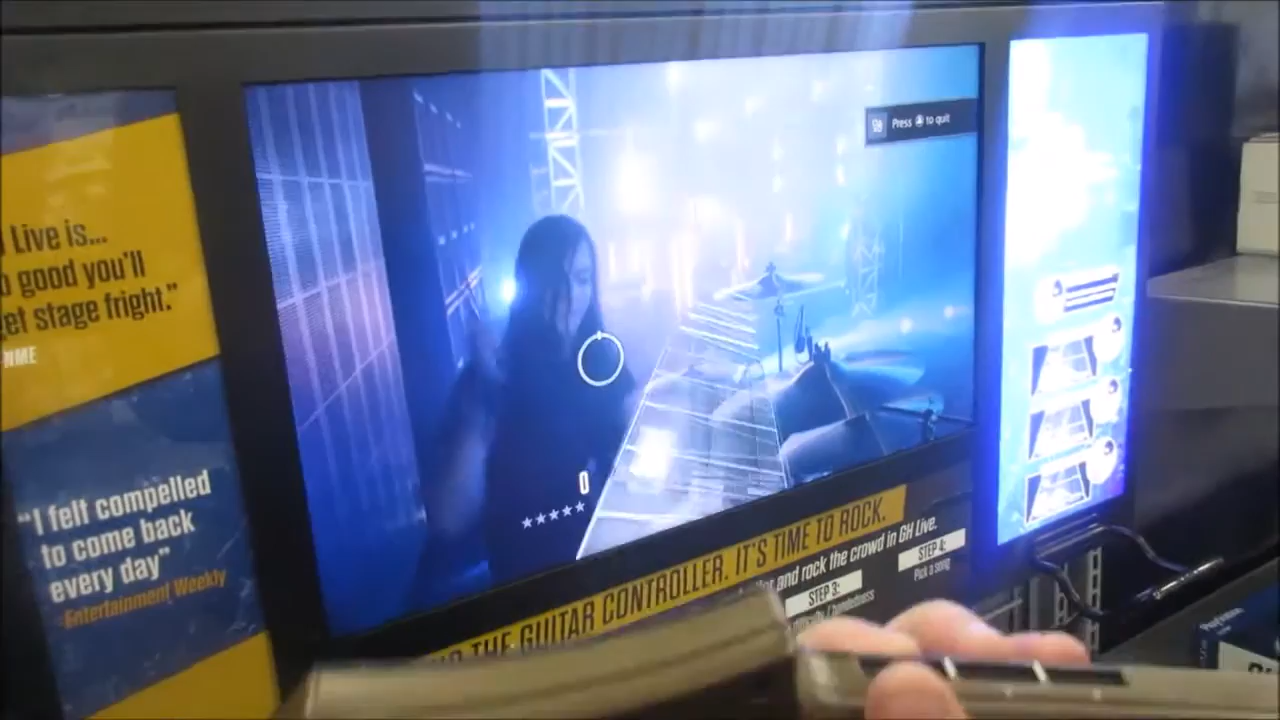 Live is...
good you'll
stage fright."
NME
"I felt compelled
to come back
every day"
Entertainment Weekly
Press to quit
0
THE GUITAR CONTROLLER. IT'S TIME TO ROCK.
and rock the crowd in GH Live.
STEP 3:
STEP 4:
Pick a song
PlayStation